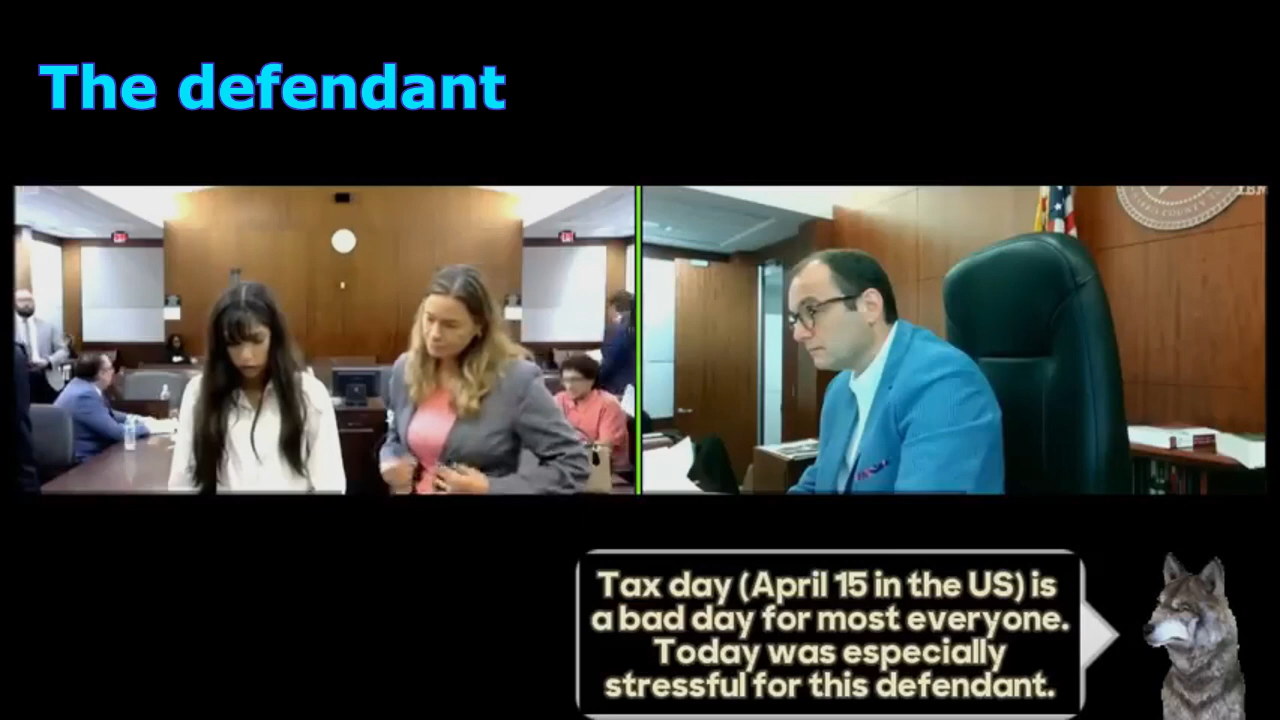 The defendant
Tax day (April 15 in the US) is
a bad day for most everyone.
Today was especially
stressful for this defendant.